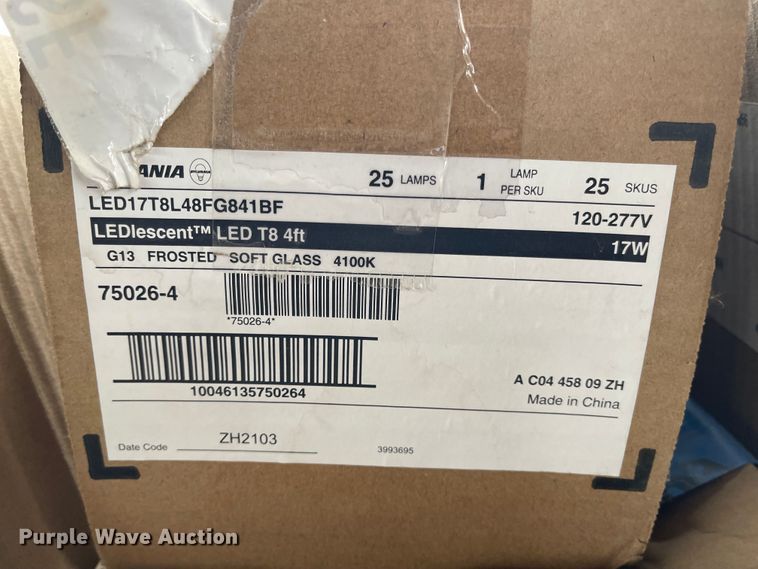 ANIA SYLVANIA 25 LAMPS 1 LAMP PER SKU 25 SKUS
LED17T8L48FG841BF 120-277V
LEDlescent™ LED T8 4ft 17W
G13 FROSTED SOFT GLASS 4100K
75026-4
*75026-4*
10046135750264
A C04 458 09 ZH
Made in China
Date Code ZH2103 3993695
Purple Wave Auction